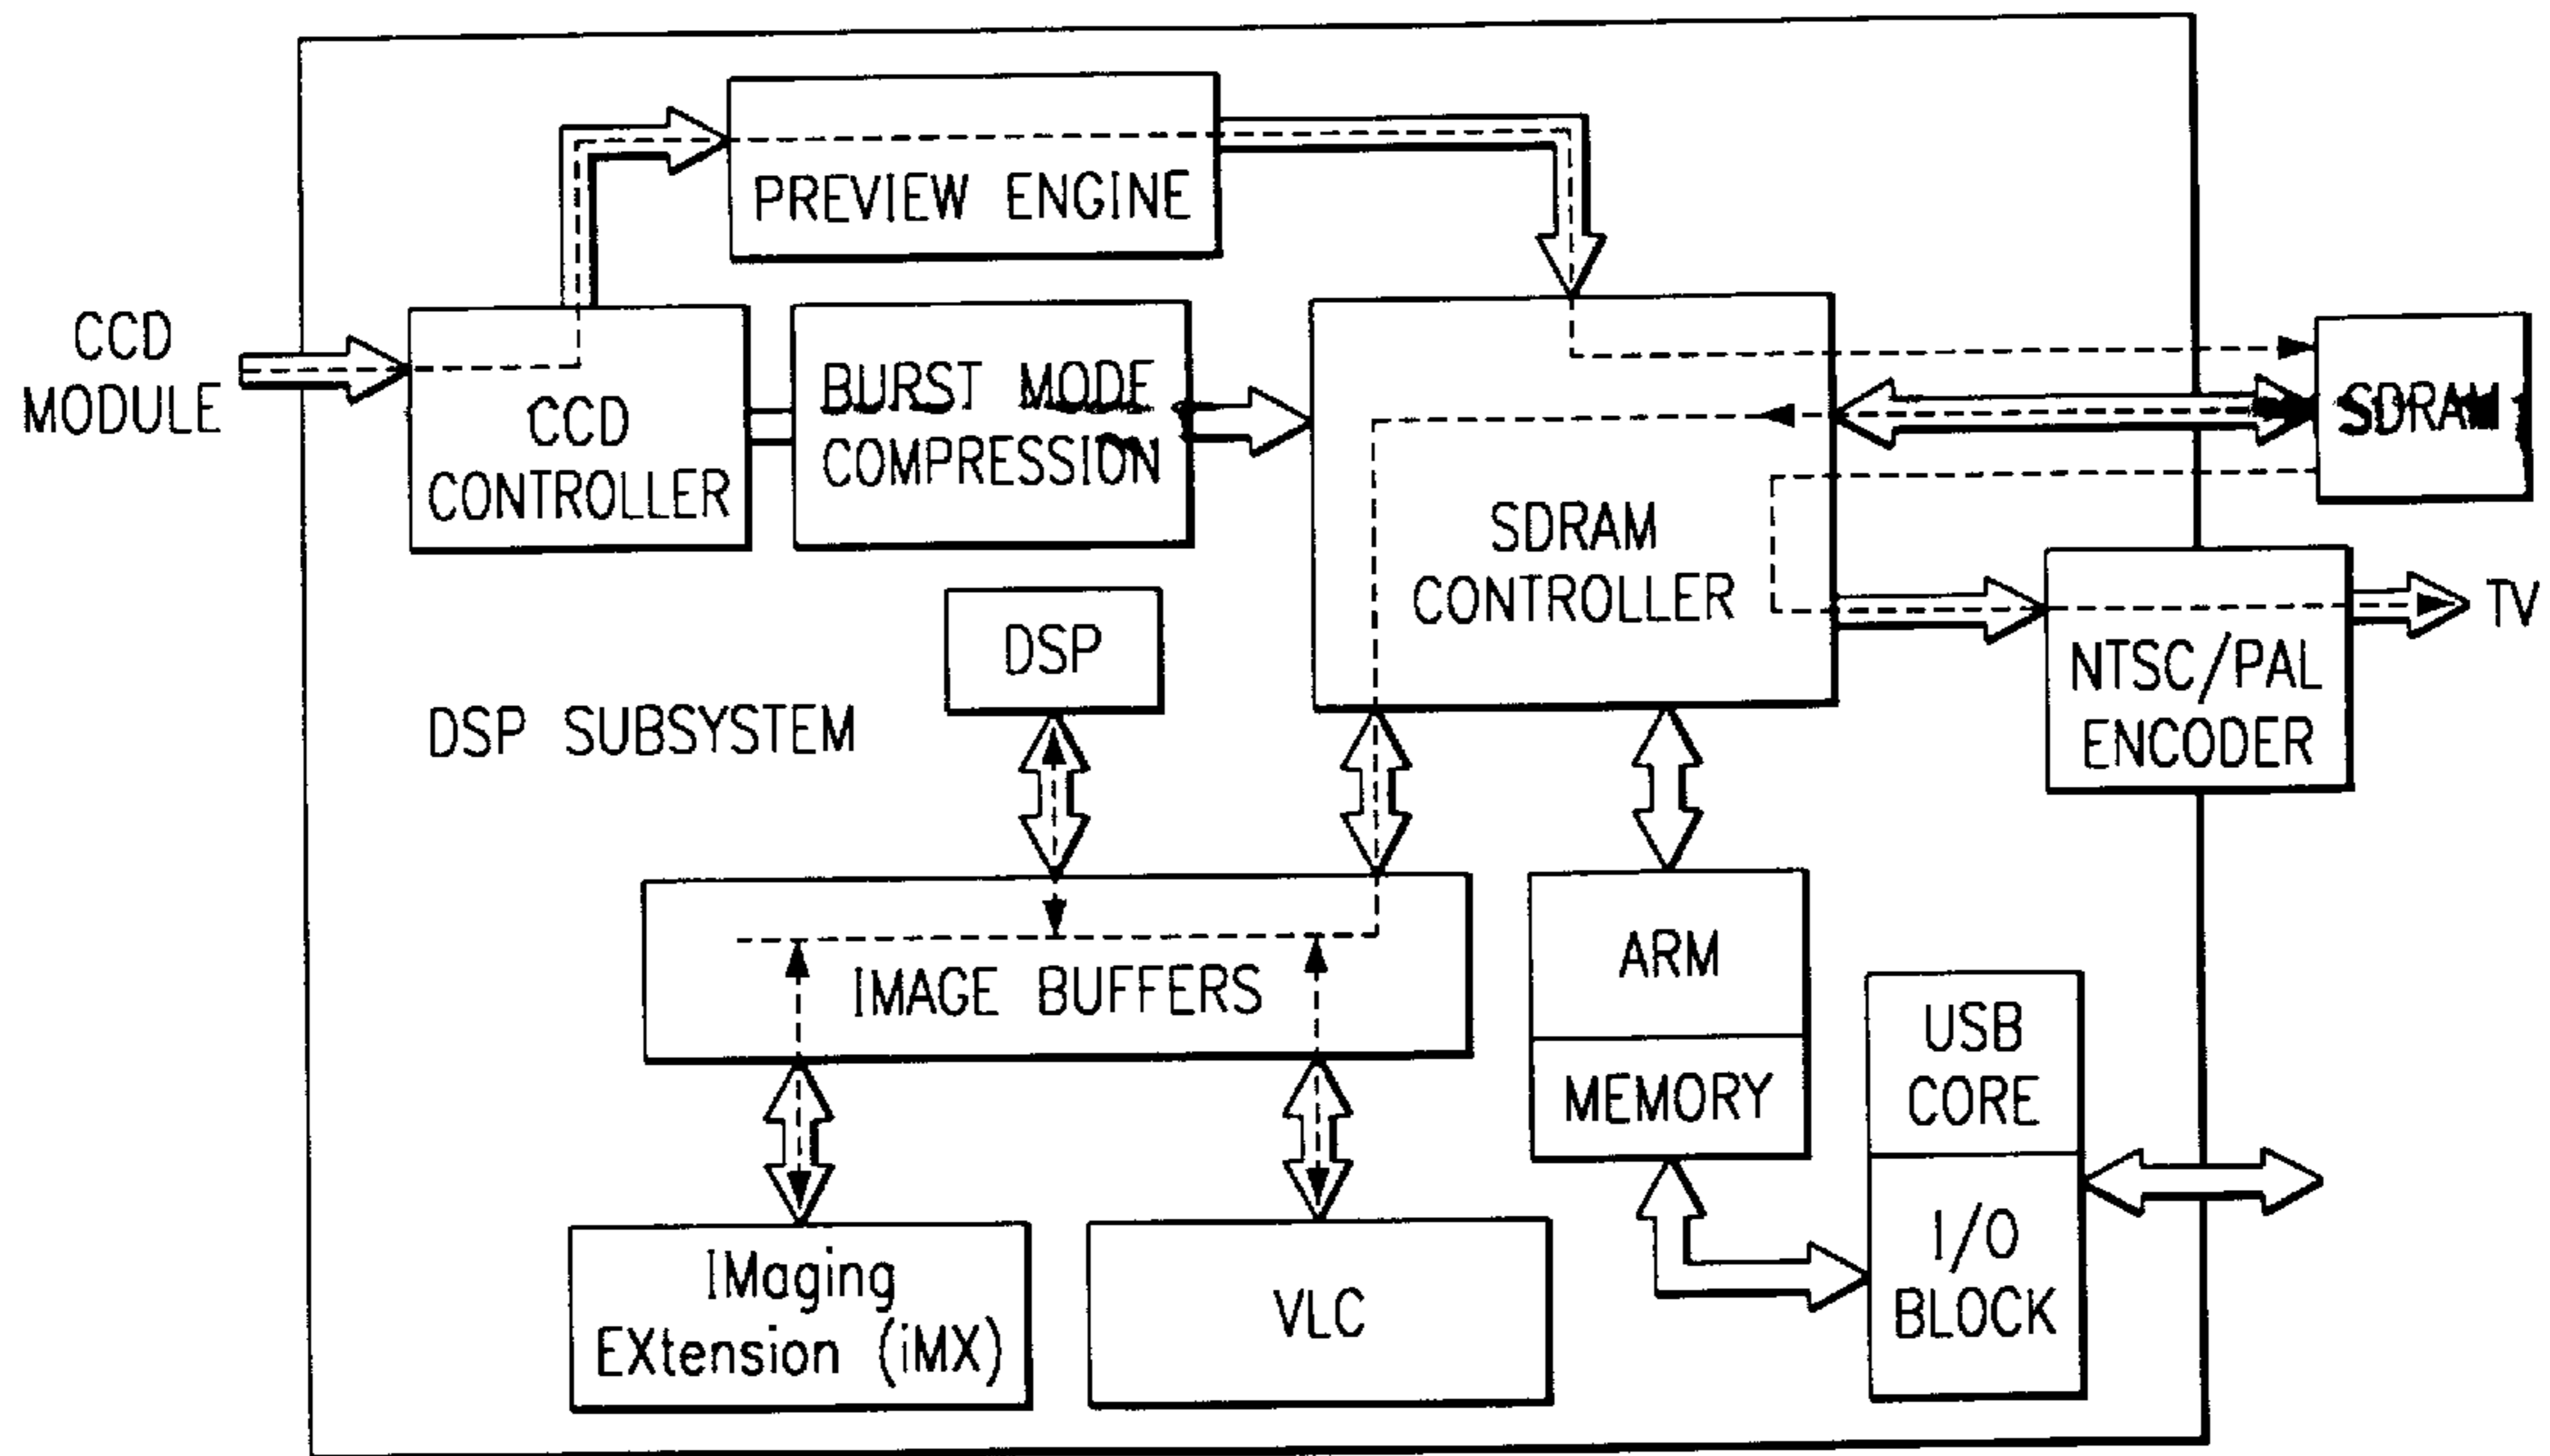 PREVIEW ENGINE
CCD
MODULE
CCD
CONTROLLER
BURST MODE
COMPRESSION
SDRAM
CONTROLLER
SDRAM
TV
NTSC/PAL
ENCODER
DSP
DSP SUBSYSTEM
IMAGE BUFFERS
ARM
MEMORY
USB
CORE
I/O
BLOCK
IMaging
EXtension (iMX)
VLC